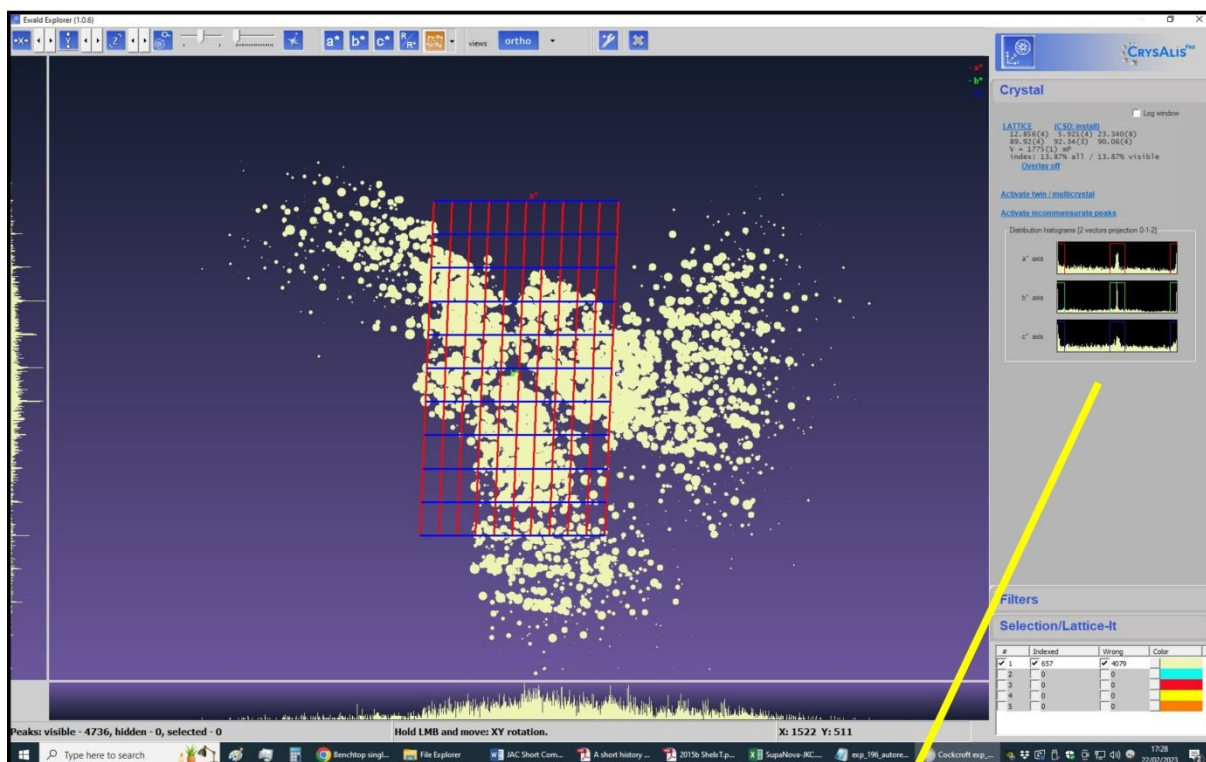 Ewald Explorer (1.0.6)
a* b* c* R/R* views ortho
- a*
- b*
CRYSALIS Pro
Crystal
Log window
LATTICE (CSD: install)
12.856(4) 5.921(4) 23.340(8)
89.92(4) 92.34(3) 90.06(4)
V = 1775(1) mP
index: 13.87% all / 13.87% visible
Overlay off
Activate twin / multicrystal
Activate incommensurate peaks
Distribution histograms [2 vectors projection 0-1-2]
a* axis
b* axis
c* axis
a*
Filters
Selection/Lattice-It
# Indexed Wrong Color
1 657 4079
2 0 0
3 0 0
4 0 0
5 0 0
Peaks: visible - 4736, hidden - 0, selected - 0
Hold LMB and move: XY rotation.
X: 1522 Y: 511
Type here to search
Benchtop singl...
File Explorer
JAC Short Com...
A short history ...
2015b ShelxT.p...
SupaNova-JKC....
exp_196_autore...
Cockcroft exp_...
17:28
22/02/2023